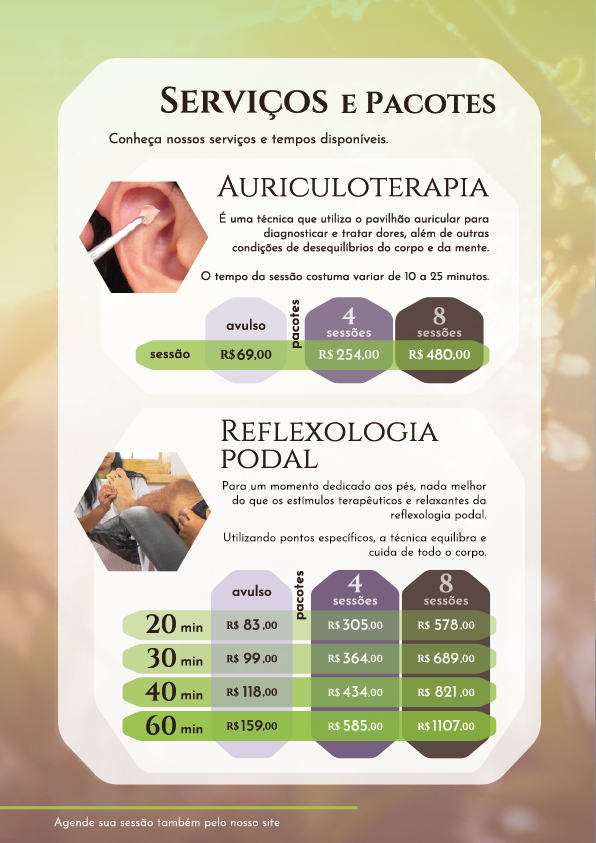 Serviços e Pacotes
Conheça nossos serviços e tempos disponíveis.
Auriculoterapia
É uma técnica que utiliza o pavilhão auricular para
diagnosticar e tratar dores, além de outras
condições de desequilíbrios do corpo e da mente.
O tempo da sessão costuma variar de 10 a 25 minutos.
avulso
pacotes
4
sessões
8
sessões
sessão R$69,00 R$254,00 R$480,00
Reflexologia
podal
Para um momento dedicado aos pés, nada melhor
do que os estímulos terapêuticos e relaxantes da
reflexologia podal.
Utilizando pontos específicos, a técnica equilibra e
cuida de todo o corpo.
avulso
pacotes
4
sessões
8
sessões
20 min R$ 83,00 R$305,00 R$ 578,00
30 min R$ 99,00 R$364,00 R$689,00
40 min R$ 118,00 R$434,00 R$ 821,00
60 min R$159,00 R$585,00 R$1107,00
Agende sua sessão também pelo nosso site